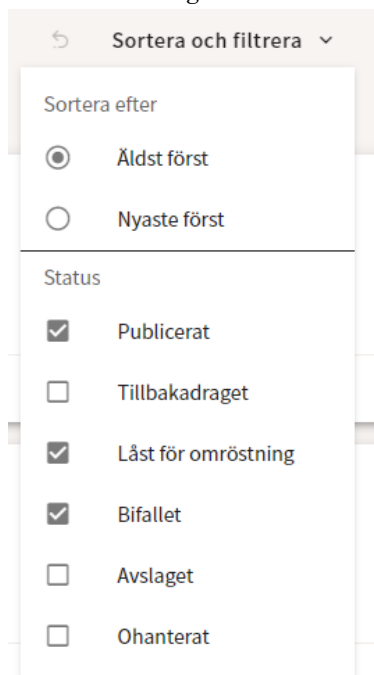 Sortera och filtrera
Sortera efter
Äldst först
Nyaste först
Status
Publicerat
Tillbakadraget
Låst för omröstning
Bifallet
Avslaget
Ohanterat